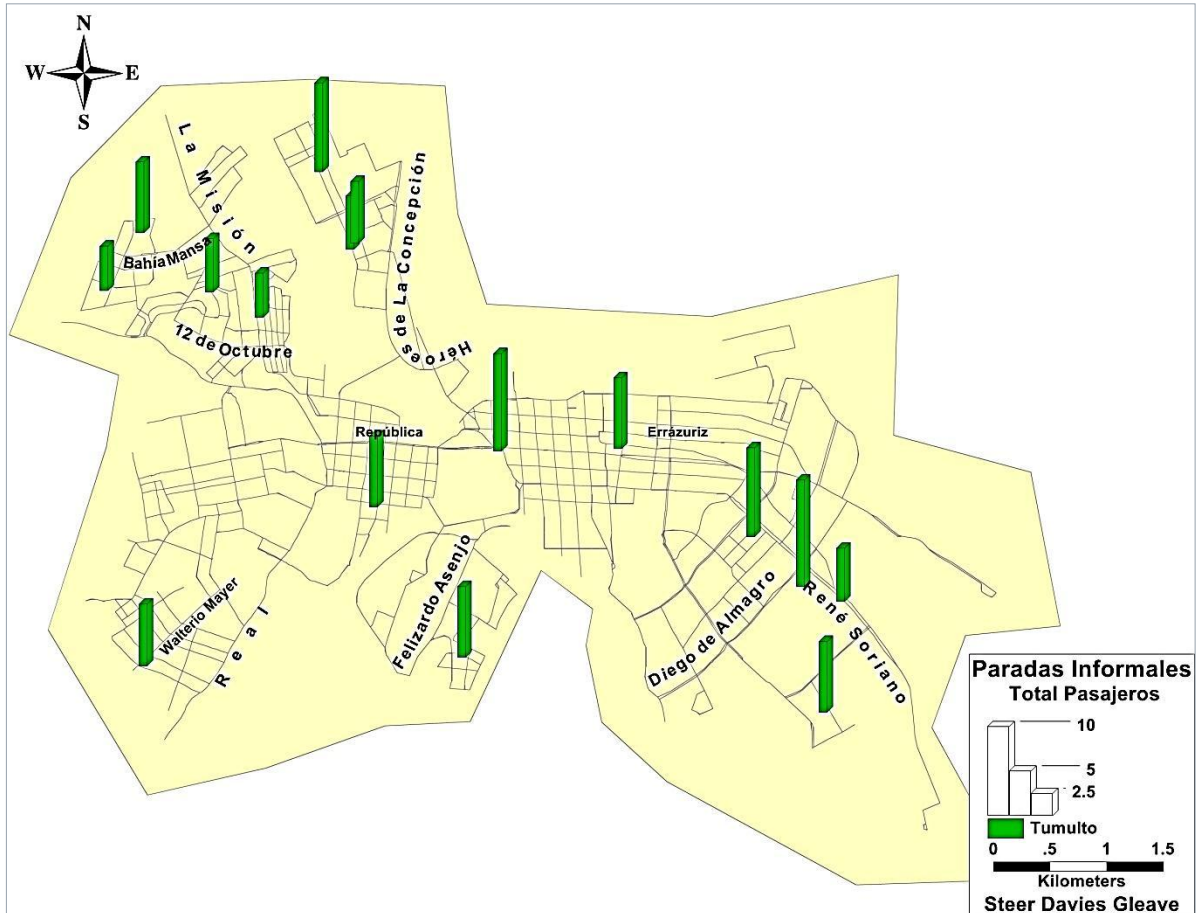 N
W E
S
La Misión
Héroes de La Concepción
Bahía Mansa
12 de Octubre
República
Errázuriz
Felizardo Asenjo
Walterio Mayer
Real
Diego de Almagro
René Soriano
Paradas Informales
Total Pasajeros
10
5
2.5
Tumulto
0 .5 1 1.5
Kilometers
Steer Davies Gleave